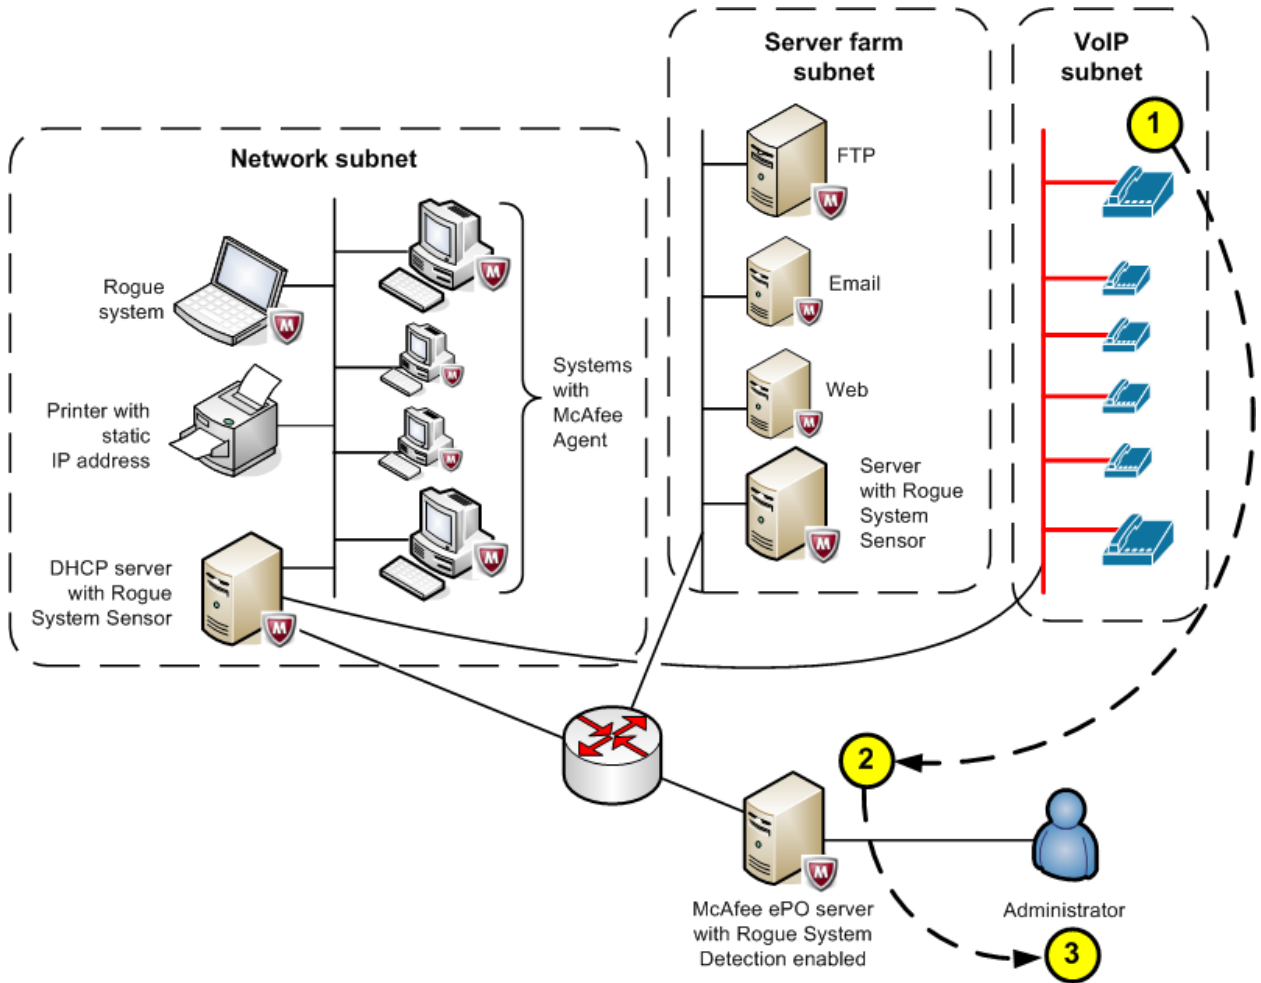 Network subnet
Rogue
system
Printer with
static
IP address
DHCP server
with Rogue
System Sensor
Systems
with
McAfee
Agent
Server farm
subnet
FTP
Email
Web
Server
with Rogue
System
Sensor
VoIP
subnet
1
2
McAfee ePO server
with Rogue System
Detection enabled
Administrator
3